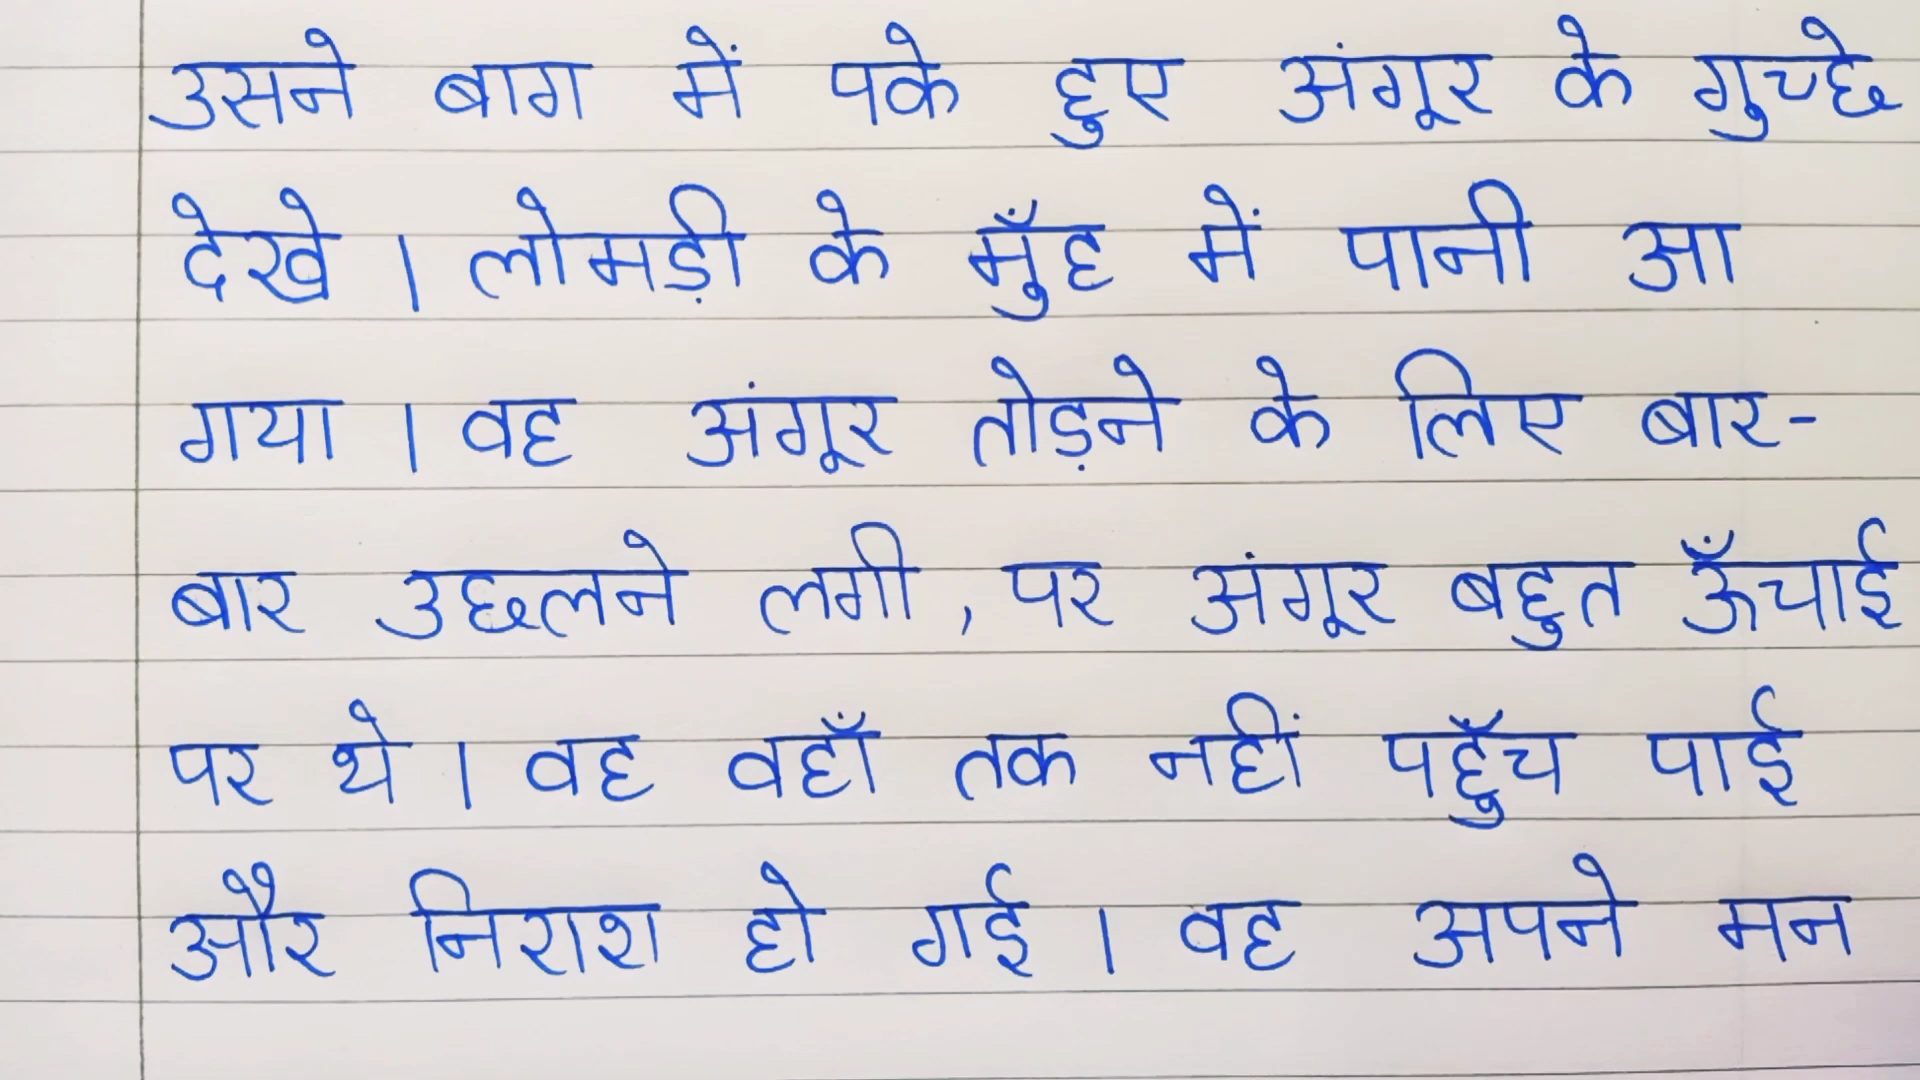 उसने बाग में पके हुए अंगूर के गुच्छे
देखे । लोमड़ी के मुँह में पानी आ
गया । वह अंगूर तोड़ने के लिए बार-
बार उछलने लगी , पर अंगूर बहुत ऊँचाई
पर थे । वह वहाँ तक नहीं पहुँच पाई
और निराश हो गई । वह अपने मन